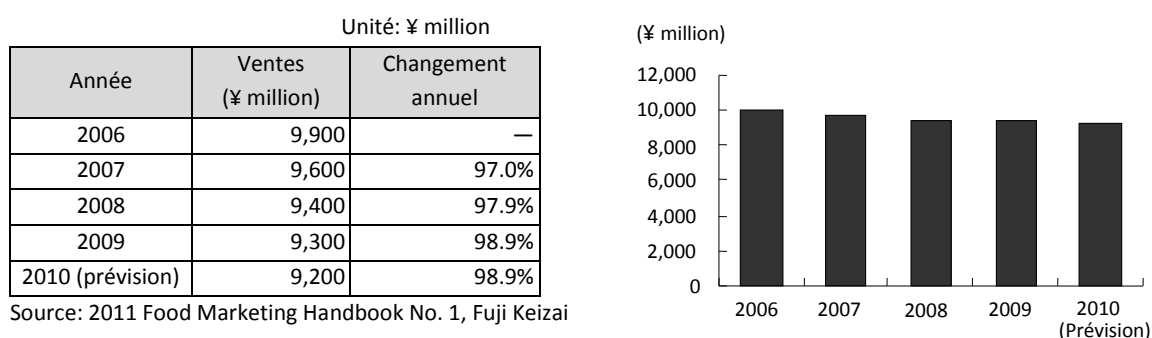 Unité: ¥ million
Année Ventes (¥ million) Changement annuel
2006 9,900 —
2007 9,600 97.0%
2008 9,400 97.9%
2009 9,300 98.9%
2010 (prévision) 9,200 98.9%
Source: 2011 Food Marketing Handbook No. 1, Fuji Keizai
(¥ million)
12,000
10,000
8,000
6,000
4,000
2,000
0
2006 2007 2008 2009 2010
(Prévision)